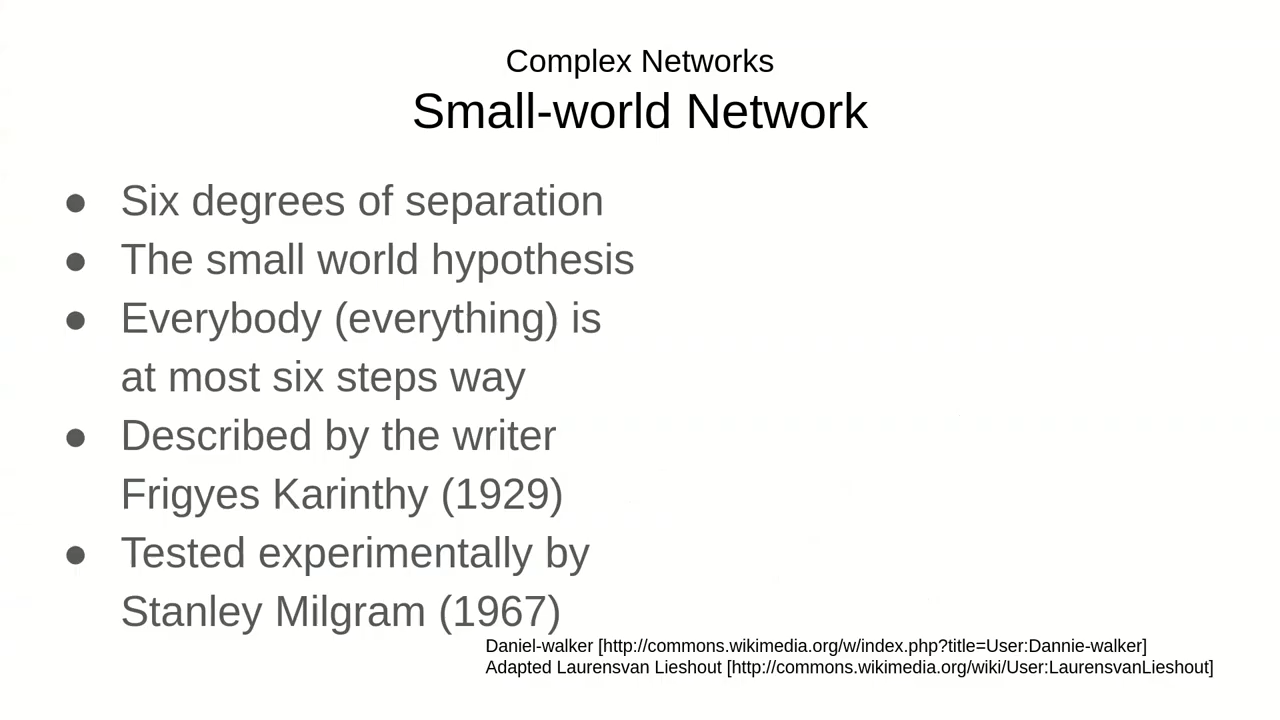 Complex Networks
Small-world Network
● Six degrees of separation
● The small world hypothesis
● Everybody (everything) is
at most six steps way
● Described by the writer
Frigyes Karinthy (1929)
● Tested experimentally by
Stanley Milgram (1967)
Daniel-walker [http://commons.wikimedia.org/w/index.php?title=User:Dannie-walker]
Adapted Laurensvan Lieshout [http://commons.wikimedia.org/wiki/User:LaurensvanLieshout]